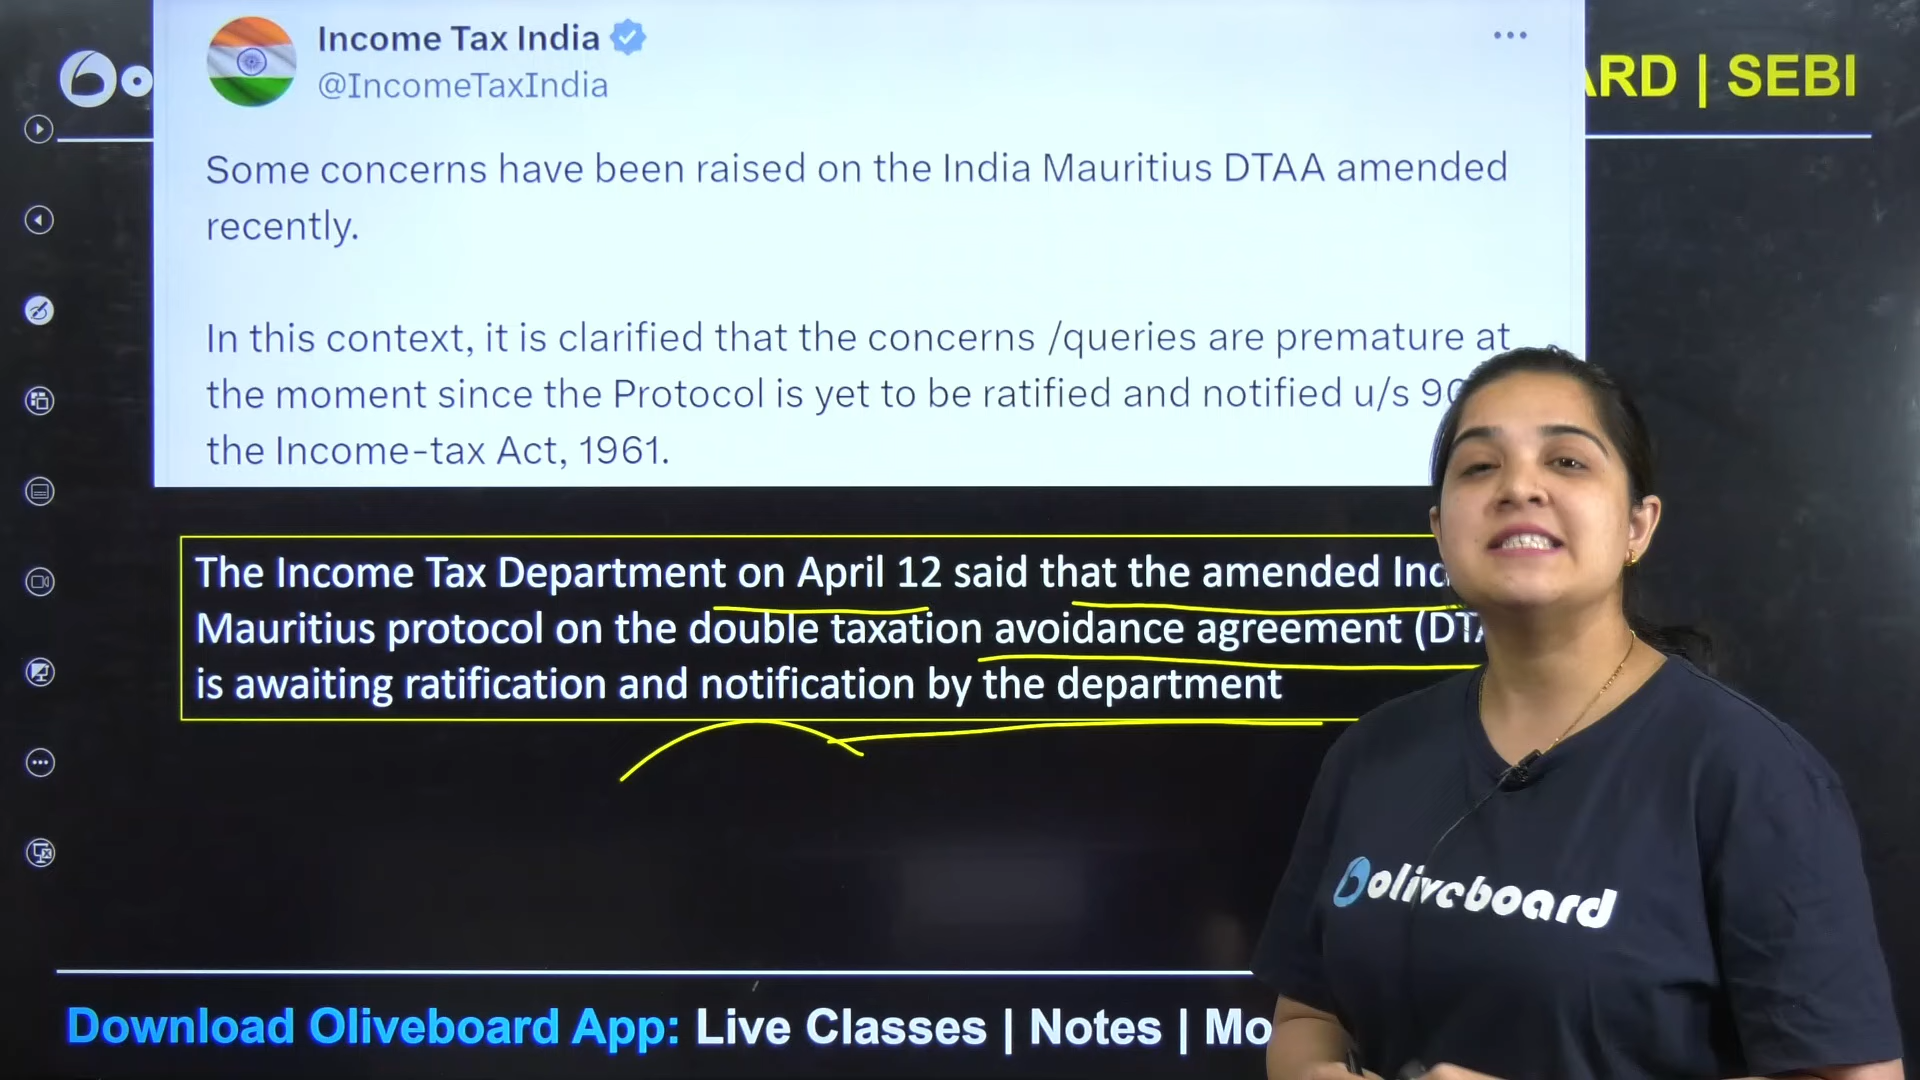 Income Tax India
@IncomeTaxIndia
ARD | SEBI
Some concerns have been raised on the India Mauritius DTAA amended
recently.
In this context, it is clarified that the concerns /queries are premature at
the moment since the Protocol is yet to be ratified and notified u/s
the Income-tax Act, 1961.
The Income Tax Department on April 12 said that the amended
Mauritius protocol on the double taxation avoidance agreement
is awaiting ratification and notification by the department
oliveboard
Download Oliveboard App: Live Classes | Notes | Mo